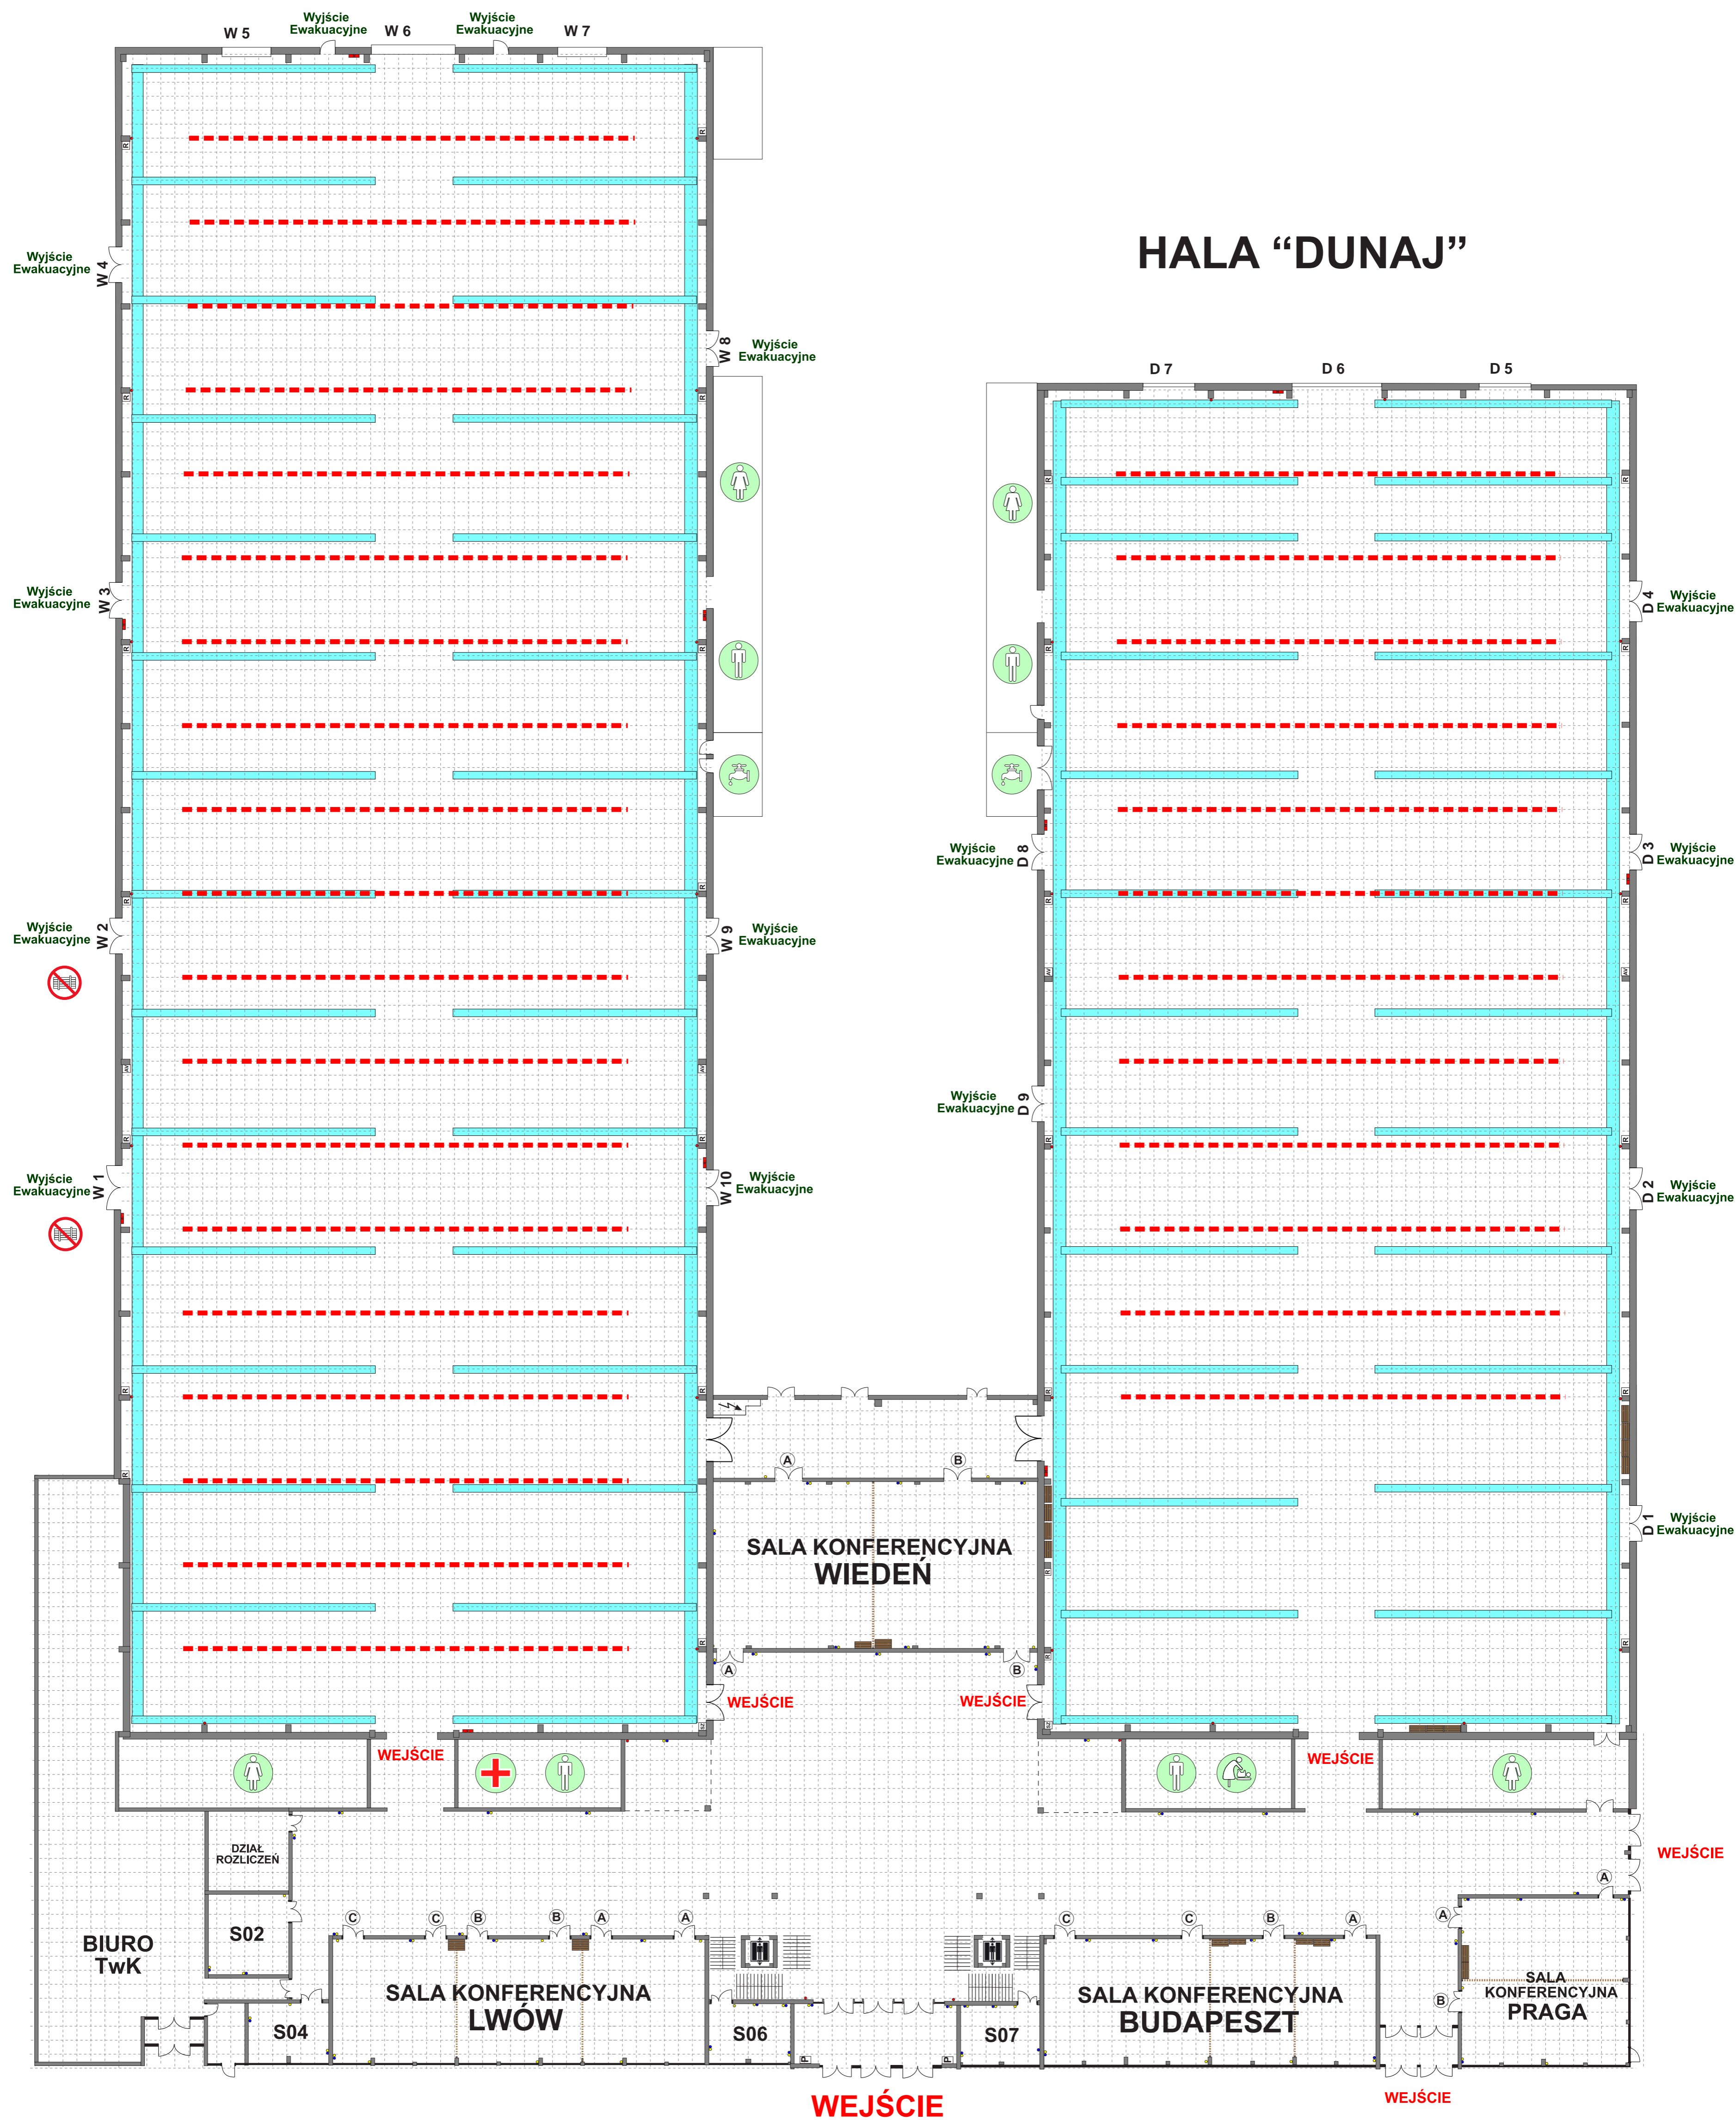 W 5
Wyjście
Ewakuacyjne
W 6
Wyjście
Ewakuacyjne
W 7
R
R
HALA “DUNAJ”
Wyjście
Ewakuacyjne
W 4
W 8
Wyjście
Ewakuacyjne
D 7
D 6
D 5
R
R
R
R
Wyjście
Ewakuacyjne
W 3
D 4
Wyjście
Ewakuacyjne
R
R
R
R
Wyjście
Ewakuacyjne
D 8
D 3
Wyjście
Ewakuacyjne
R
R
R
R
Wyjście
Ewakuacyjne
W 2
W 9
Wyjście
Ewakuacyjne
AV
AV
AV
AV
Wyjście
Ewakuacyjne
D 9
R
R
R
R
Wyjście
Ewakuacyjne
W 1
W 10
Wyjście
Ewakuacyjne
D 2
Wyjście
Ewakuacyjne
R
R
R
R
A
B
R
D 1
Wyjście
Ewakuacyjne
SALA KONFERENCYJNA
WIEDEŃ
R
R
R
R
A
B
WEJŚCIE
WEJŚCIE
WEJŚCIE
WEJŚCIE
DZIAŁ
ROZLICZEŃ
WEJŚCIE
A
S02
C
C
B
B
A
A
C
C
B
A
A
BIURO
TwK
SALA KONFERENCYJNA
LWÓW
SALA KONFERENCYJNA
BUDAPESZT
SALA
KONFERENCYJNA
PRAGA
B
S04
S06
S07
P
P
WEJŚCIE
WEJŚCIE